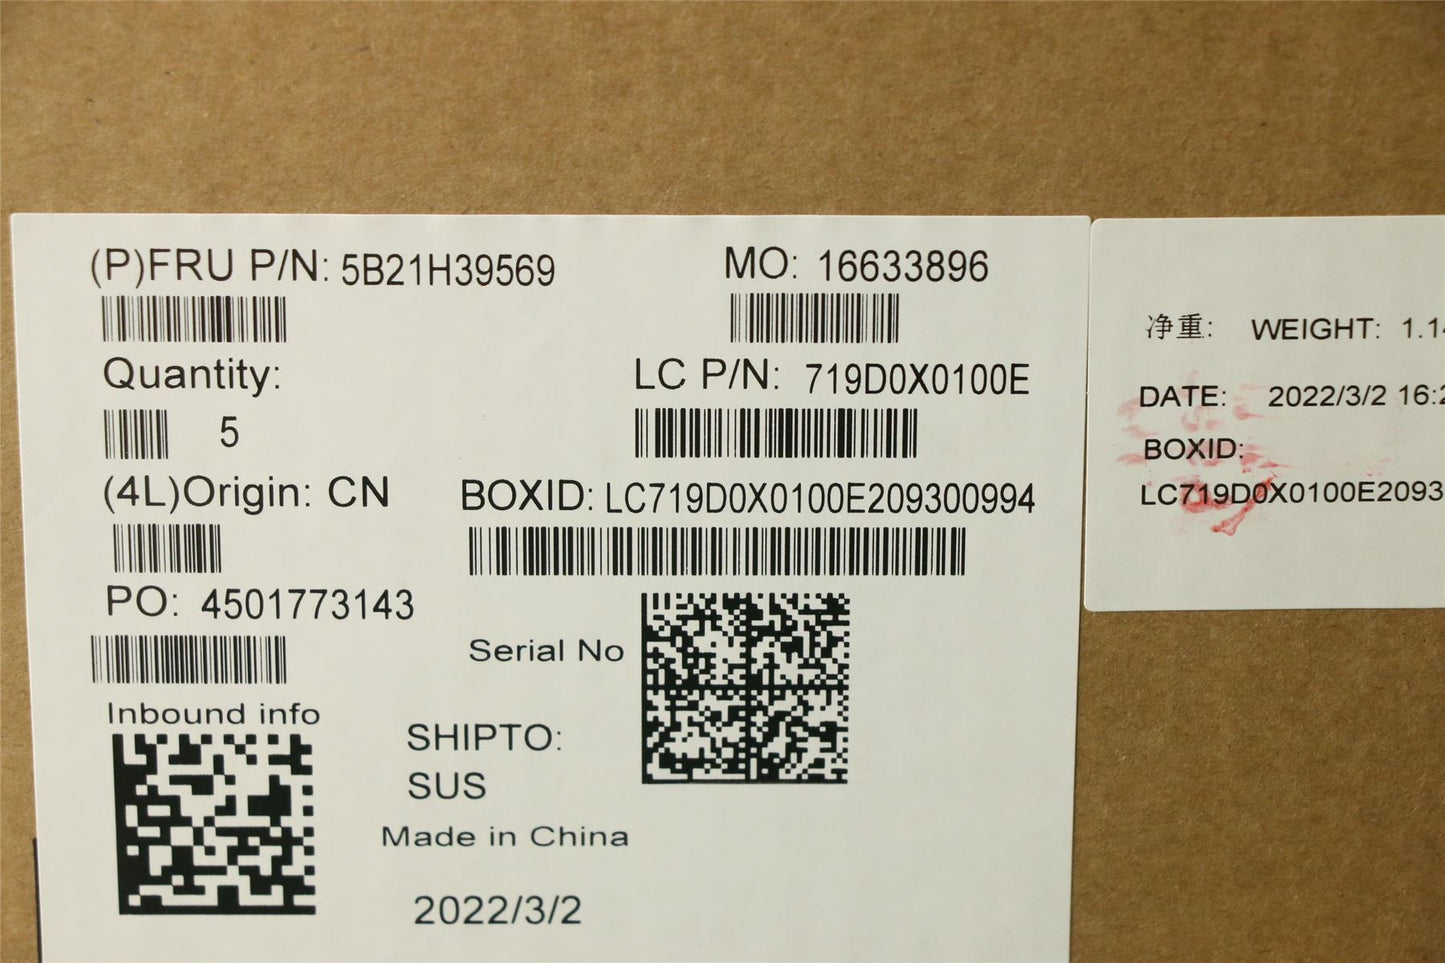 (P)FRU P/N: 5B21H39569
MO: 16633896
Quantity:
5
LC P/N: 719D0X0100E
(4L)Origin: CN
BOXID: LC719D0X0100E209300994
PO: 4501773143
Serial No
Inbound info
SHIPTO:
SUS
Made in China
2022/3/2
净重: WEIGHT: 1.14
DATE: 2022/3/2 16:2
BOXID:
LC719D0X0100E2093